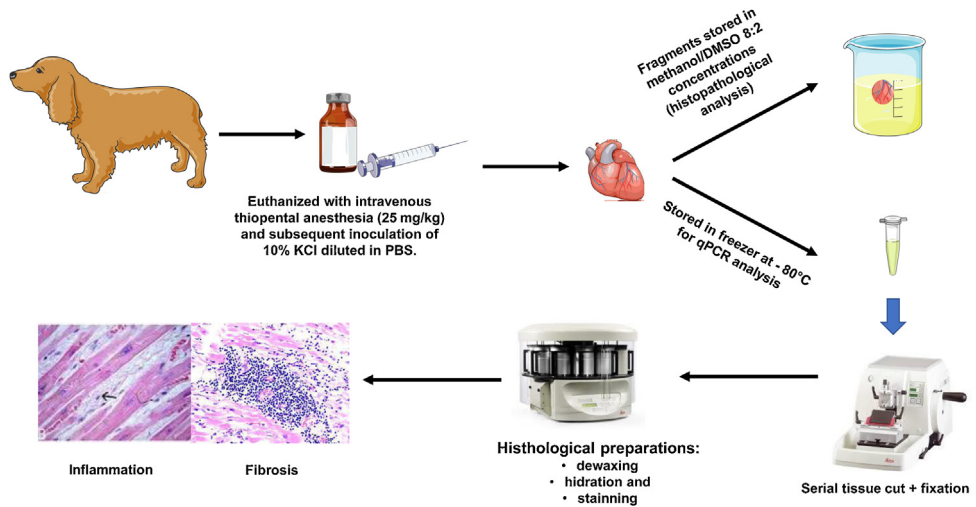 Euthanized with intravenous
thiopental anesthesia (25 mg/kg)
and subsequent inoculation of
10% KCl diluted in PBS.
Fragments stored in
methanol/DMSO 8:2
concentrations
(histopathological
analysis)
Stored in freezer at - 80°C
for qPCR analysis
Serial tissue cut + fixation
Histhological preparations:
• dewaxing
• hidration and
• stainning
Inflammation
Fibrosis